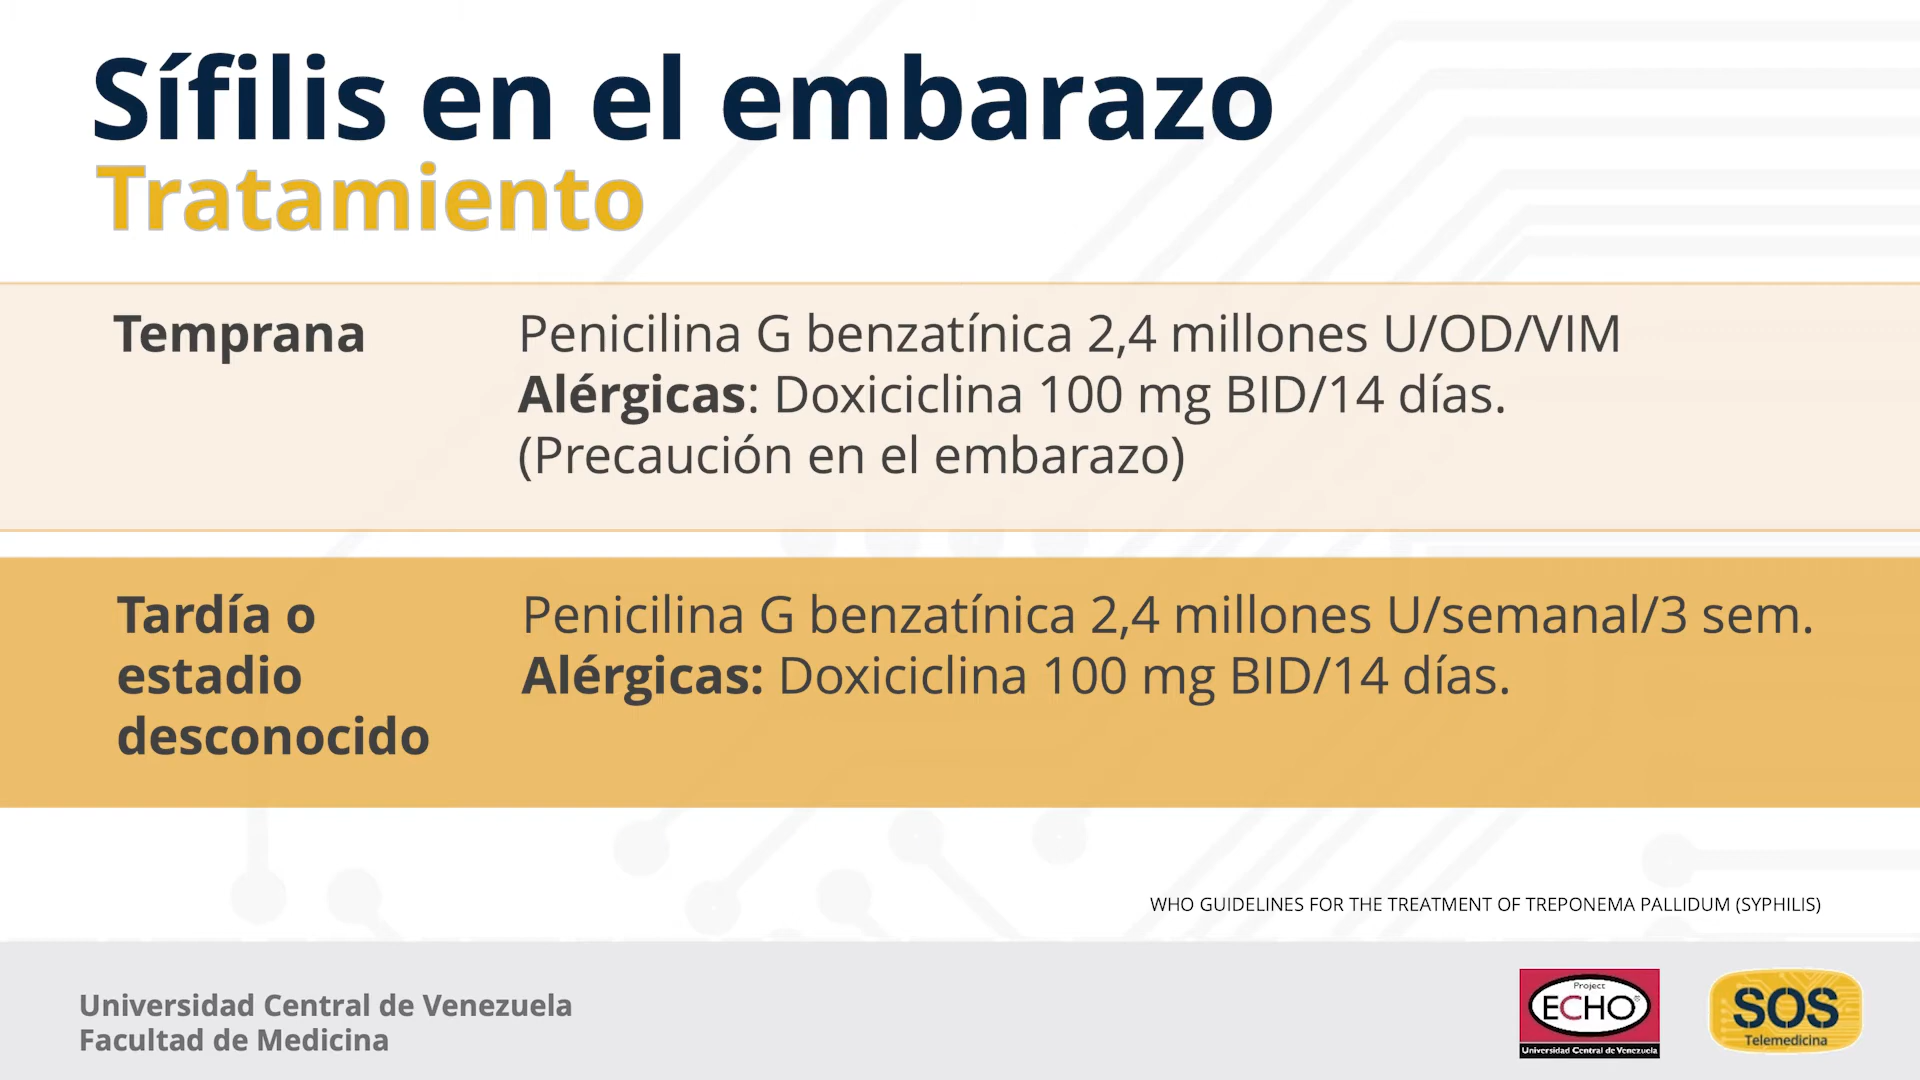 Sífilis en el embarazo
Tratamiento
Temprana
Penicilina G benzatínica 2,4 millones U/OD/VIM
Alérgicas: Doxiciclina 100 mg BID/14 días.
(Precaución en el embarazo)
Tardía o
estadio
desconocido
Penicilina G benzatínica 2,4 millones U/semanal/3 sem.
Alérgicas: Doxiciclina 100 mg BID/14 días.
WHO GUIDELINES FOR THE TREATMENT OF TREPONEMA PALLIDUM (SYPHILIS)
Universidad Central de Venezuela
Facultad de Medicina
Project
ECHO®
Universidad Central de Venezuela
SOS
Telemedicina